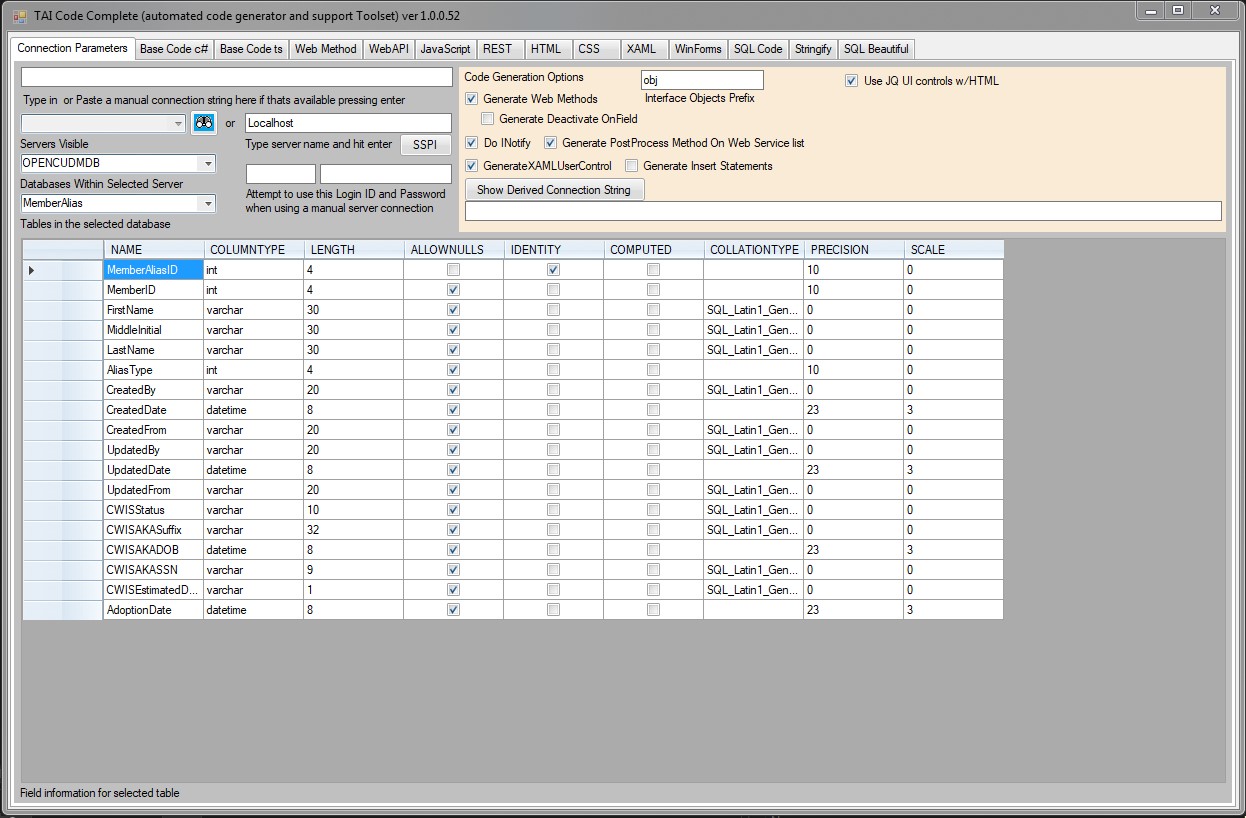 TAI Code Complete (automated code generator and support Toolset) ver 1.0.0.52
Connection Parameters Base Code c# Base Code ts Web Method WebAPI JavaScript REST HTML CSS XAML WinForms SQL Code Stringify SQL Beautiful
Type in or Paste a manual connection string here if thats available pressing enter
or Localhost
Servers Visible
Type server name and hit enter SSPI
OPENCUDMDB
Databases Within Selected Server
Attempt to use this Login ID and Password
when using a manual server connection
MemberAlias
Tables in the selected database
Code Generation Options obj Use JQ UI controls w/HTML
Generate Web Methods Interface Objects Prefix
Generate Deactivate OnField
Do INotify Generate PostProcess Method On Web Service list
GenerateXAMLUserControl Generate Insert Statements
Show Derived Connection String
NAME COLUMNTYPE LENGTH ALLOWNULLS IDENTITY COMPUTED COLLATIONTYPE PRECISION SCALE
MemberAliasID int 4 10 0
MemberID int 4 10 0
FirstName varchar 30 SQL_Latin1_Gen... 0 0
MiddleInitial varchar 30 SQL_Latin1_Gen... 0 0
LastName varchar 30 SQL_Latin1_Gen... 0 0
AliasType int 4 10 0
CreatedBy varchar 20 SQL_Latin1_Gen... 0 0
CreatedDate datetime 8 23 3
CreatedFrom varchar 20 SQL_Latin1_Gen... 0 0
UpdatedBy varchar 20 SQL_Latin1_Gen... 0 0
UpdatedDate datetime 8 23 3
UpdatedFrom varchar 20 SQL_Latin1_Gen... 0 0
CWISStatus varchar 10 SQL_Latin1_Gen... 0 0
CWISAKASuffix varchar 32 SQL_Latin1_Gen... 0 0
CWISAKADOB datetime 8 23 3
CWISAKASSN varchar 9 SQL_Latin1_Gen... 0 0
CWISEstimatedD... varchar 1 SQL_Latin1_Gen... 0 0
AdoptionDate datetime 8 23 3
Field information for selected table